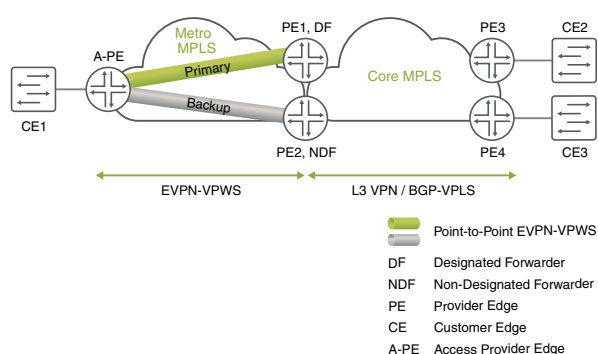 Metro
MPLS
PE1, DF
PE3
CE2
A-PE
Primary
Core MPLS
Backup
CE1
PE2, NDF
PE4
CE3
EVPN-VPWS
L3 VPN / BGP-VPLS
Point-to-Point EVPN-VPWS
DF Designated Forwarder
NDF Non-Designated Forwarder
PE Provider Edge
CE Customer Edge
A-PE Access Provider Edge